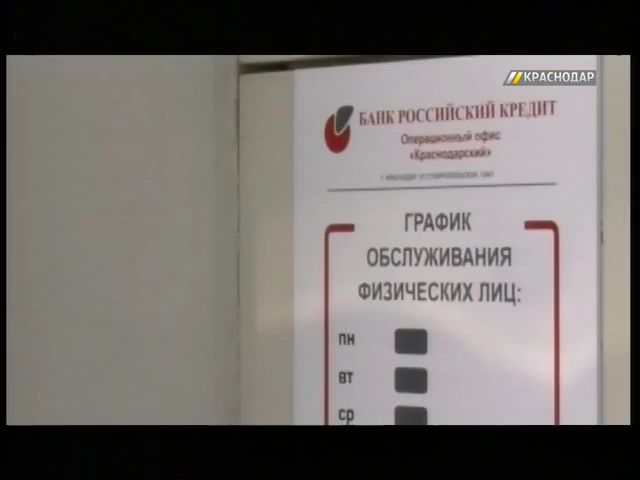 КРАСНОДАР
БАНК РОССИЙСКИЙ КРЕДИТ
Операционный офис
«Краснодарский»
ГРАФИК
ОБСЛУЖИВАНИЯ
ФИЗИЧЕСКИХ ЛИЦ:
ПН
ВТ
СР